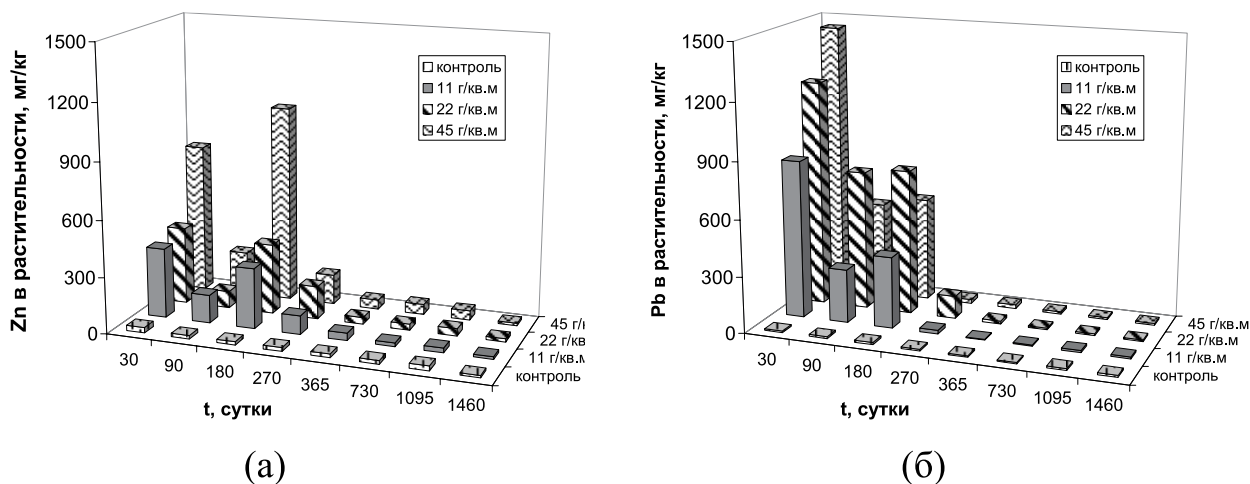 Zn в растительности, мг/кг
1500
1200
900
600
300
0
контроль
11 г/кв.м
22 г/кв.м
45 г/кв.м
45 г/
22 г/кв
11 г/кв.м
контроль
30
90
180
270
365
730
1095
1460
t, сутки
(а)
Pb в растительности, мг/кг
1500
1200
900
600
300
0
контроль
11 г/кв.м
22 г/кв.м
45 г/кв.м
45 г/кв.м
22 г/кв.м
11 г/кв.м
контроль
30
90
180
270
365
730
1095
1460
t, сутки
(б)